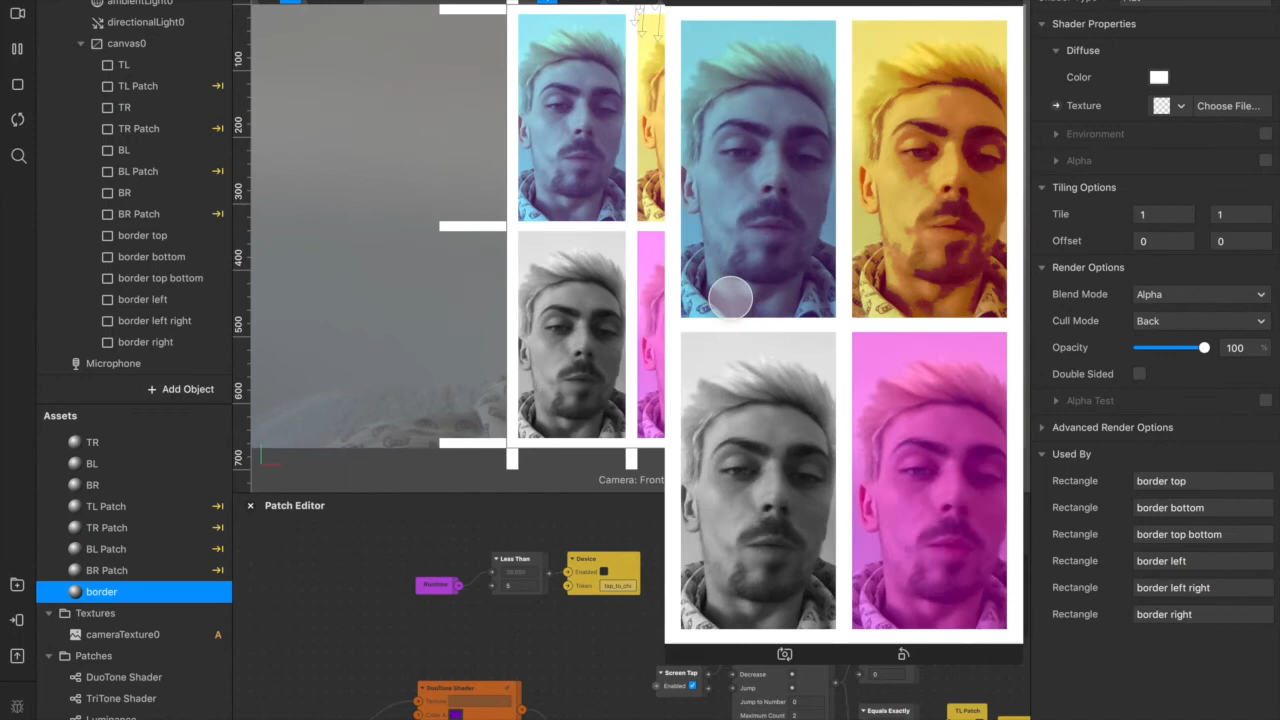 ambientLight0
directionalLight0
canvas0
TL
TL Patch
TR
TR Patch
BL
BL Patch
BR
BR Patch
border top
border bottom
border top bottom
border left
border left right
border right
Microphone
Add Object
Assets
TR
BL
BR
TL Patch
TR Patch
BL Patch
BR Patch
border
Textures
cameraTexture0 A
Patches
DuoTone Shader
TriTone Shader
Luminance
100
200
300
400
500
600
700
Camera: Front
Patch Editor
Runtime
Less Than
5
Device
Enabled
Token
DuoTone Shader
Texture
Color A
Screen Tap
Enabled
Decrease
Jump
Jump to Number 0
Maximum Count 2
0
Equals Exactly
TL Patch
Shader Properties
Diffuse
Color
Texture Choose File...
Environment
Alpha
Tiling Options
Tile 1 1
Offset 0 0
Render Options
Blend Mode Alpha
Cull Mode Back
Opacity 100 %
Double Sided
Alpha Test
Advanced Render Options
Used By
Rectangle border top
Rectangle border bottom
Rectangle border top bottom
Rectangle border left
Rectangle border left right
Rectangle border right